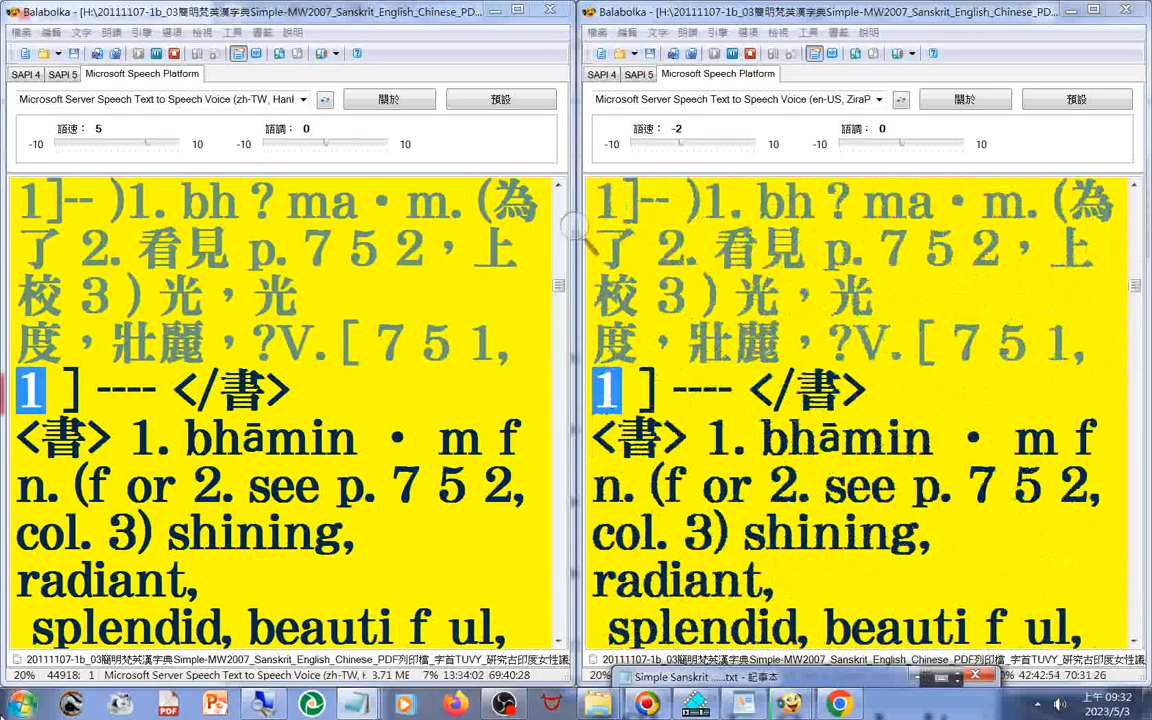 Balabolka - [H:\20111107-1b_03簡明梵英漢字典Simple-MW2007_Sanskrit_English_Chinese_PD...
檔案 編輯 文字 朗讀 引擎 選項 檢視 工具 書籤 說明
SAPI 4 SAPI 5 Microsoft Speech Platform
Microsoft Server Speech Text to Speech Voice (zh-TW, HanI 關於 預設
語速： 5 語調： 0
-10 10 -10 10
1]-- )1. bh ? ma・m. (為
了 2. 看見 p. 7 5 2，上
校 3 ) 光，光
度，壯麗，?V. [ 7 5 1,
1 ] ---- </書>
<書> 1. bhāmin ・ m f
n. (f or 2. see p. 7 5 2,
col. 3) shining,
radiant,
splendid, beauti f ul,
20111107-1b_03簡明梵英漢字典Simple-MW2007_Sanskrit_English_Chinese_PDF列印檔_字首TUVY_研究古印度女性議
20% 44918: 1 Microsoft Server Speech Text to Speech Voice (zh-TW, 3.71 ME 7% 13:34:02 69:40:28
Balabolka - [H:\20111107-1b_03簡明梵英漢字典Simple-MW2007_Sanskrit_English_Chinese_PD...
檔案 編輯 文字 朗讀 引擎 選項 檢視 工具 書籤 說明
SAPI 4 SAPI 5 Microsoft Speech Platform
Microsoft Server Speech Text to Speech Voice (en-US, ZiraP 關於 預設
語速： -2 語調： 0
-10 10 -10 10
1]-- )1. bh ? ma・m. (為
了 2. 看見 p. 7 5 2，上
校 3 ) 光，光
度，壯麗，?V. [ 7 5 1,
1 ] ---- </書>
<書> 1. bhāmin ・ m f
n. (f or 2. see p. 7 5 2,
col. 3) shining,
radiant,
splendid, beauti f ul,
20111107-1b_03簡明梵英漢字典Simple-MW2007_Sanskrit_English_Chinese_PDF列印檔_字首TUVY_研究古印度女性議
20% 42:42:54 70:31:26
Simple Sanskrit ......txt - 記事本
PDF
上午 09:32
2023/5/3